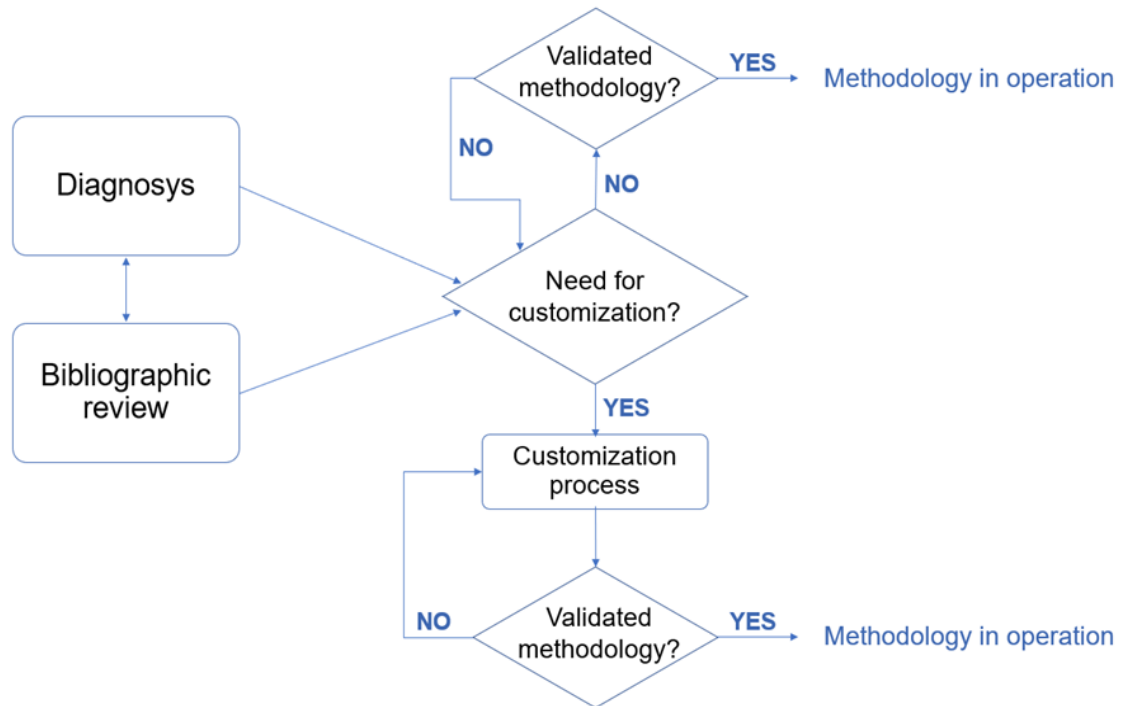 Validated
methodology?
YES
Methodology in operation
NO
NO
Diagnosys
Need for
customization?
Bibliographic
review
YES
Customization
process
NO
Validated
methodology?
YES
Methodology in operation